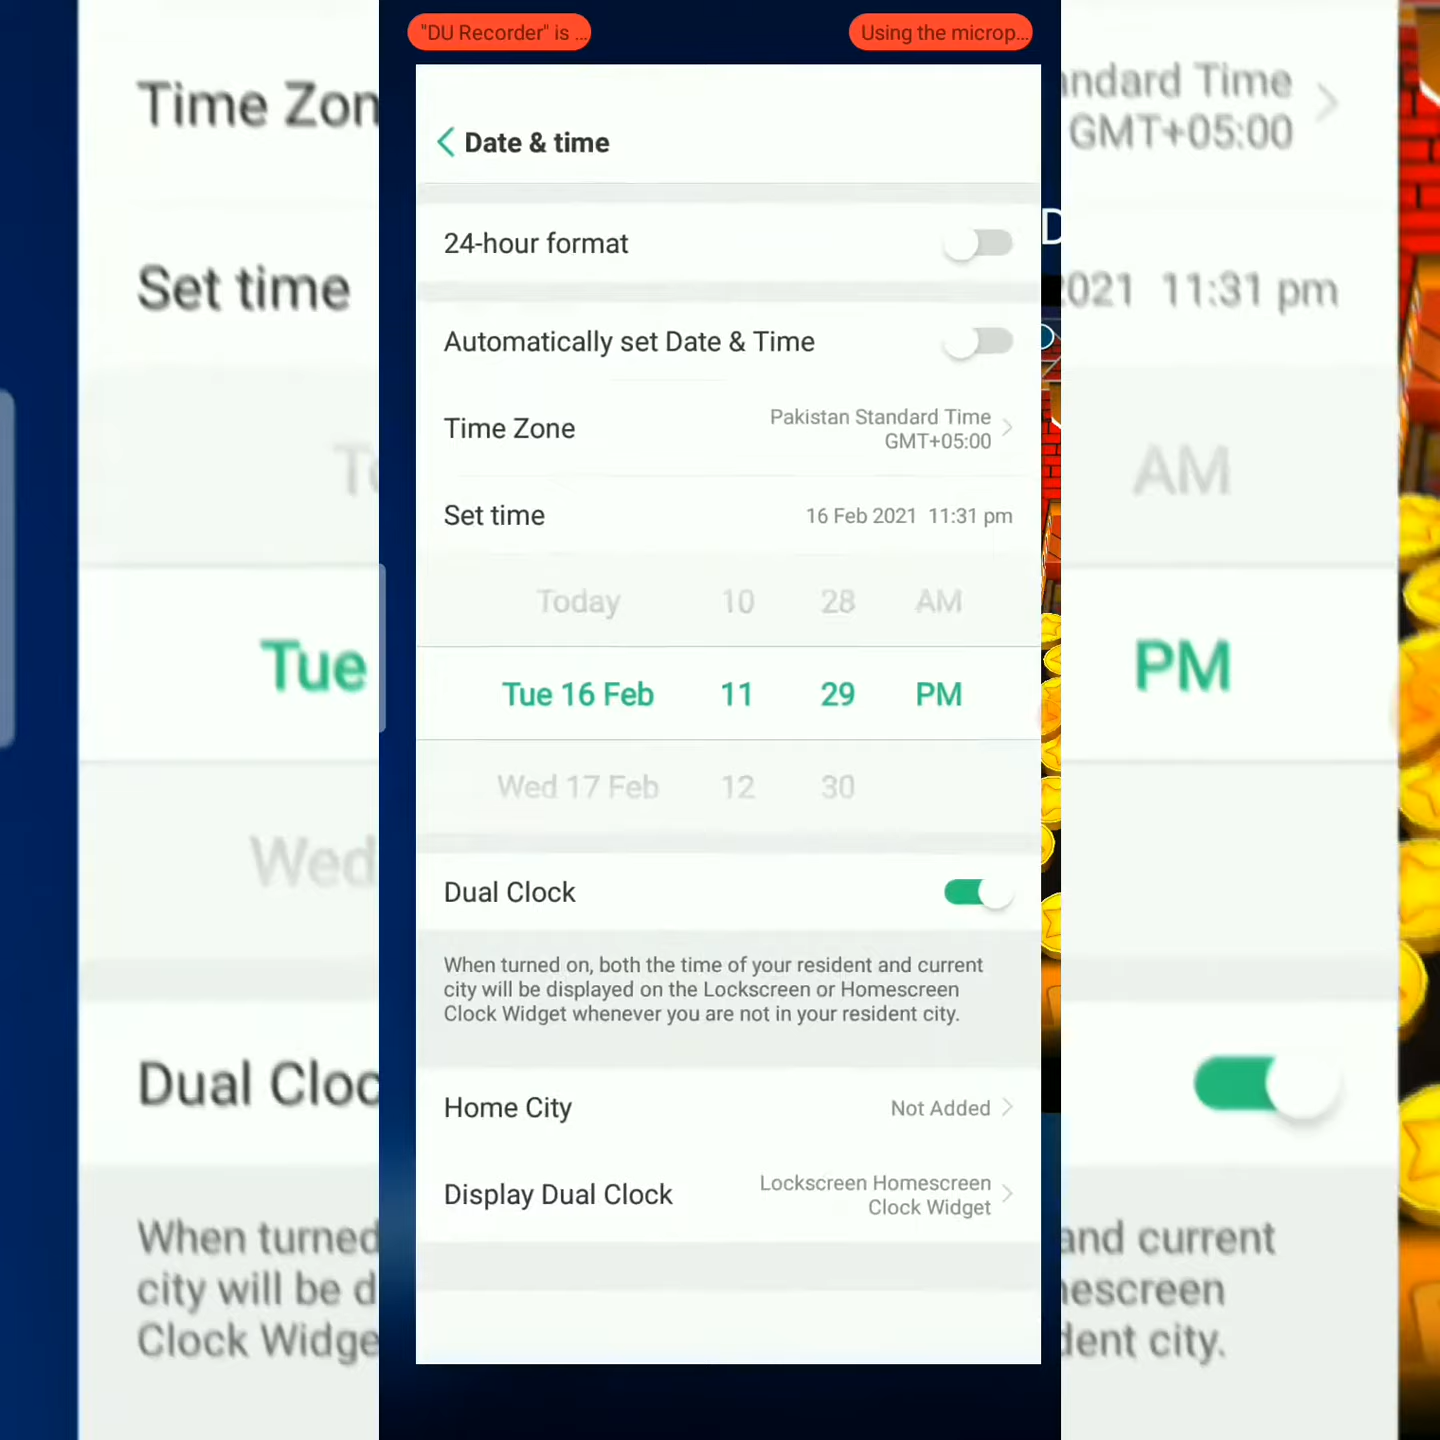 "DU Recorder" is ...
Using the microp...
Date & time
24-hour format
Automatically set Date & Time
Time Zone
Pakistan Standard Time
GMT+05:00
Set time
16 Feb 2021 11:31 pm
Today 10 28 AM
Tue 16 Feb 11 29 PM
Wed 17 Feb 12 30
Dual Clock
When turned on, both the time of your resident and current
city will be displayed on the Lockscreen or Homescreen
Clock Widget whenever you are not in your resident city.
Home City
Not Added
Display Dual Clock
Lockscreen Homescreen
Clock Widget
Time Zon
Set time
Tue
Wed
Dual Cloc
When turned
city will be d
Clock Widge
ndard Time
GMT+05:00
2021 11:31 pm
AM
PM
and current
nescreen
dent city.
D